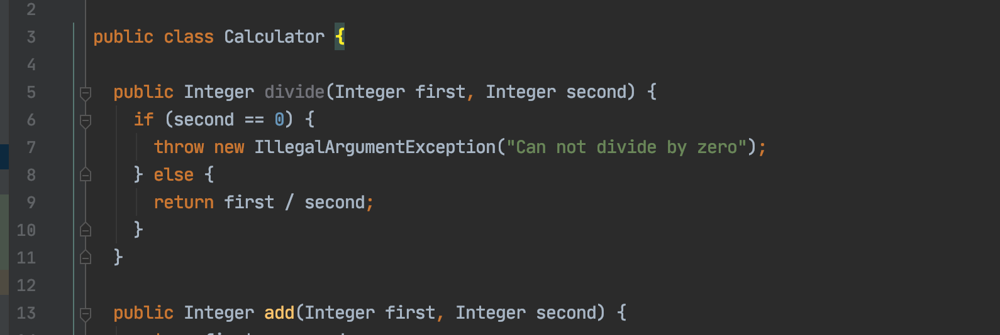 2
3 public class Calculator {
4
5 public Integer divide(Integer first, Integer second) {
6 if (second == 0) {
7 throw new IllegalArgumentException("Can not divide by zero");
8 } else {
9 return first / second;
10 }
11 }
12
13 public Integer add(Integer first, Integer second) {